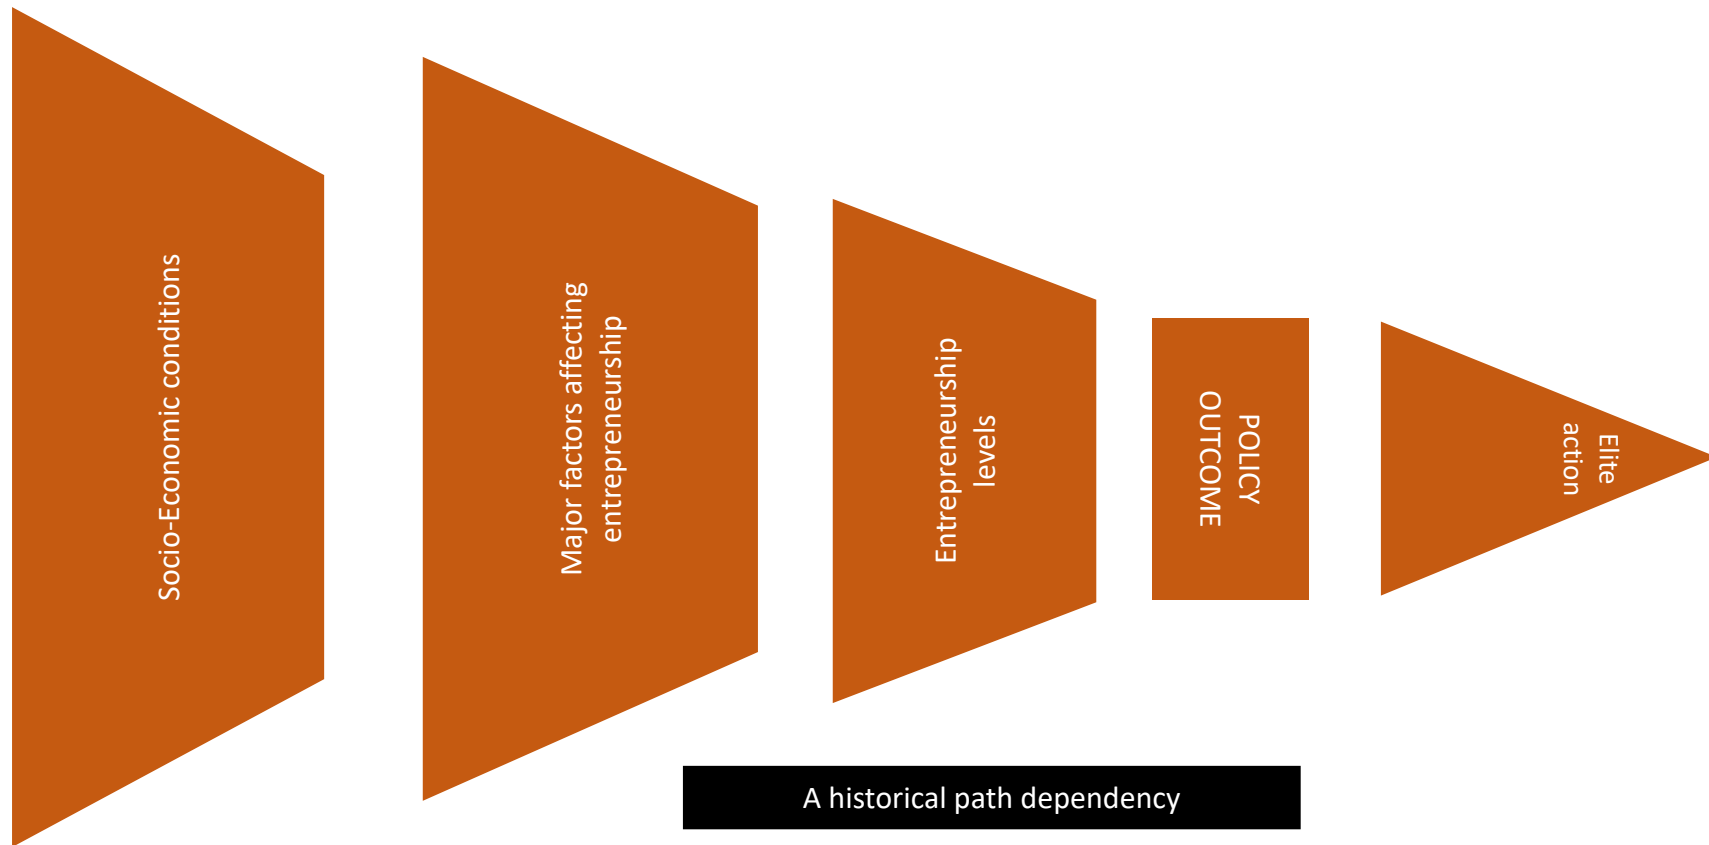 Socio-Economic conditions
Major factors affecting
entrepreneurship
Entrepreneurship
levels
POLICY
OUTCOME
Elite
action
A historical path dependency